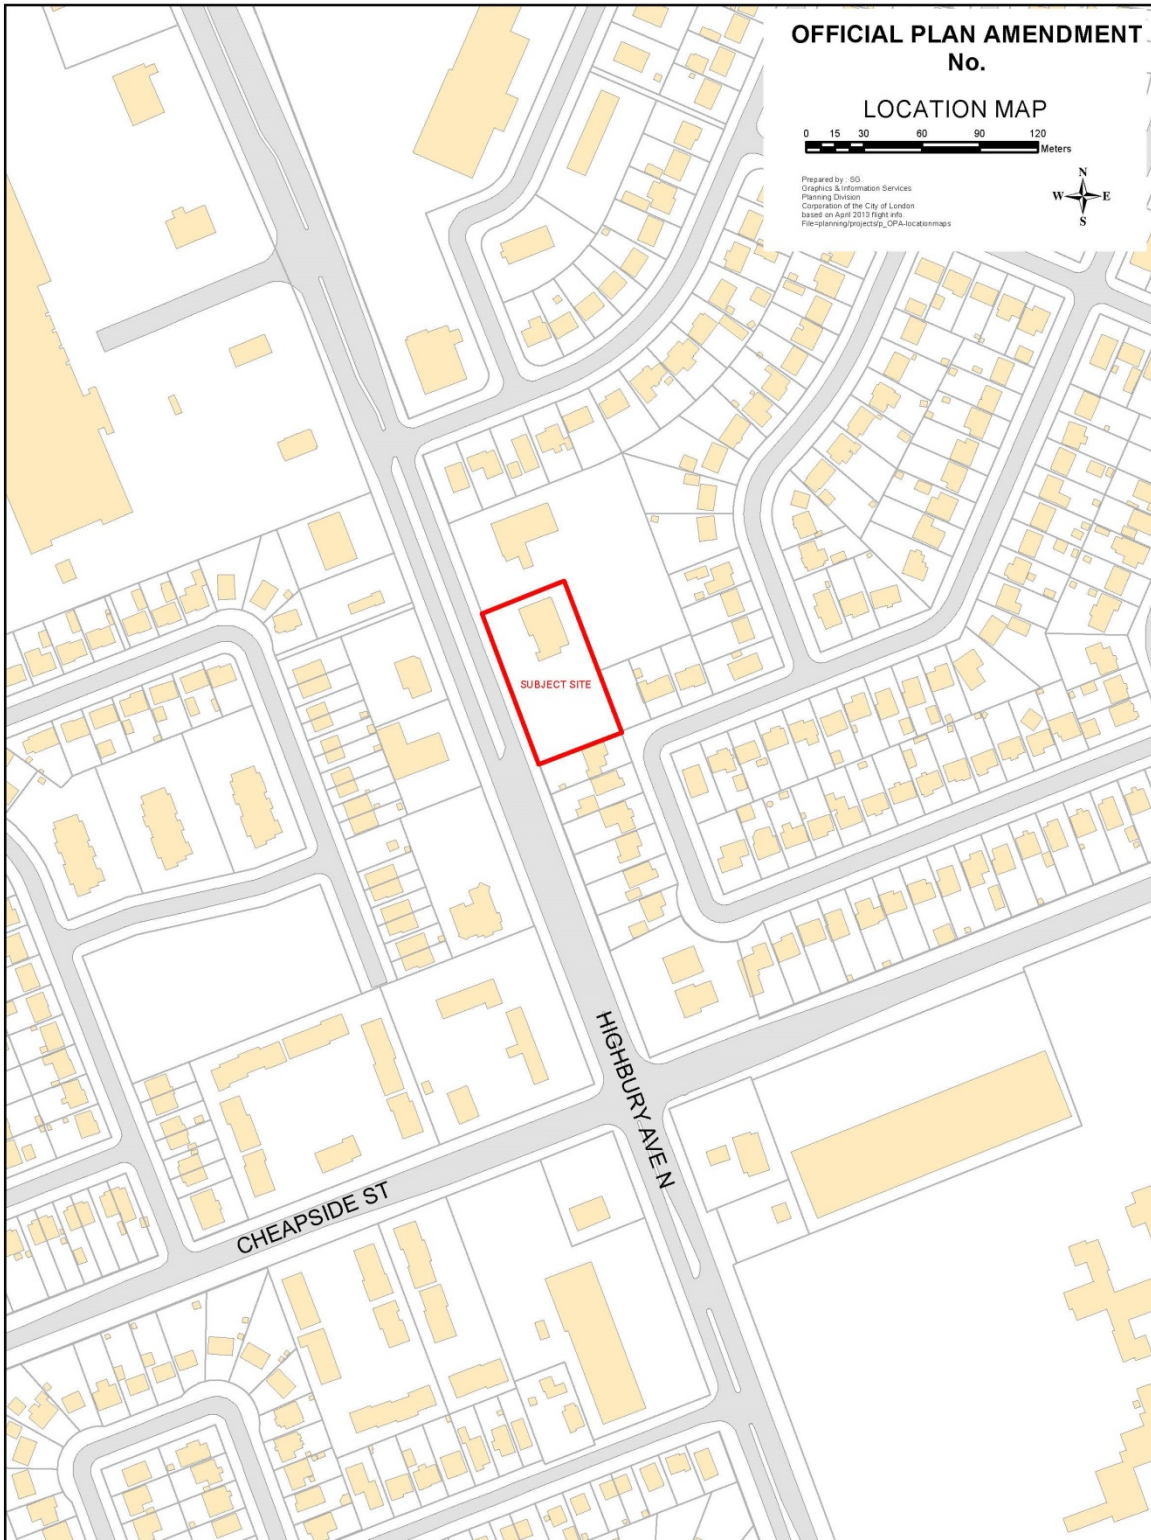 OFFICIAL PLAN AMENDMENT
No.
LOCATION MAP
0 15 30 60 90 120
Meters
Prepared by : SG
Graphics & Information Services
Planning Division
Corporation of the City of London
based on April 2013 flight info.
File=planning/projects/p_OPA-locationmaps
N
W E
S
SUBJECT SITE
HIGHBURY AVE N
CHEAPSIDE ST